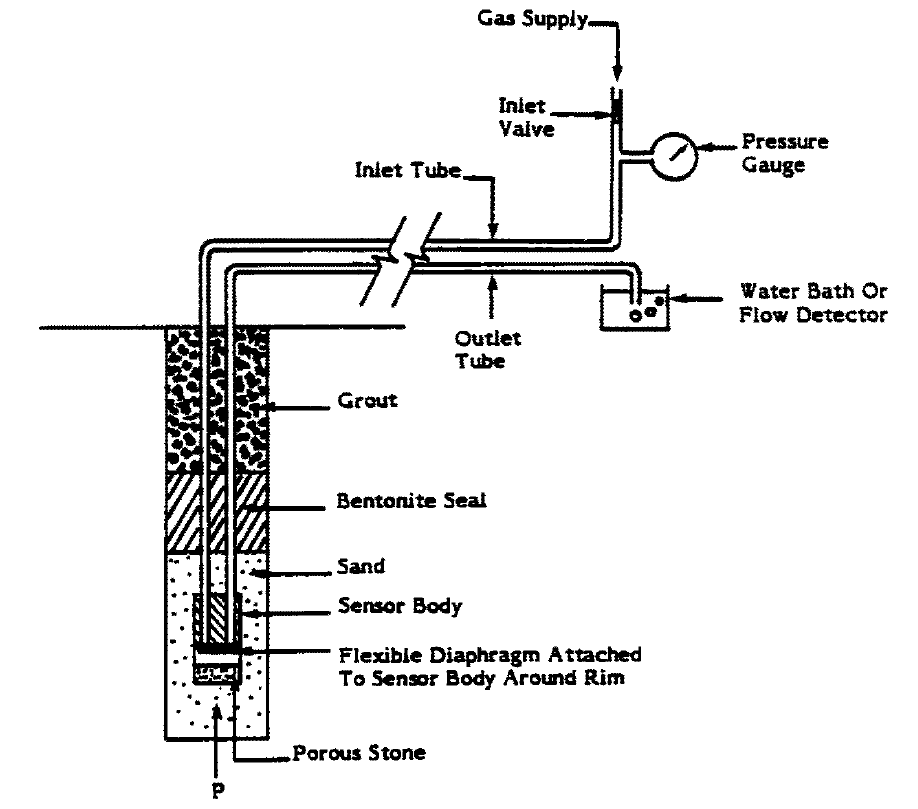 Gas Supply
Inlet
Valve
Pressure
Gauge
Inlet Tube
Water Bath Or
Flow Detector
Outlet
Tube
Grout
Bentonite Seal
Sand
Sensor Body
Flexible Diaphragm Attached
To Sensor Body Around Rim
Porous Stone
P